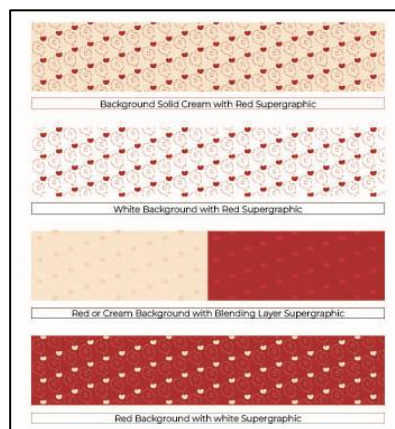 Background Solid Cream with Red Supergraphic
White Background with Red Supergraphic
Red or Cream Background with Blending Layer Supergraphic
Red Background with white Supergraphic